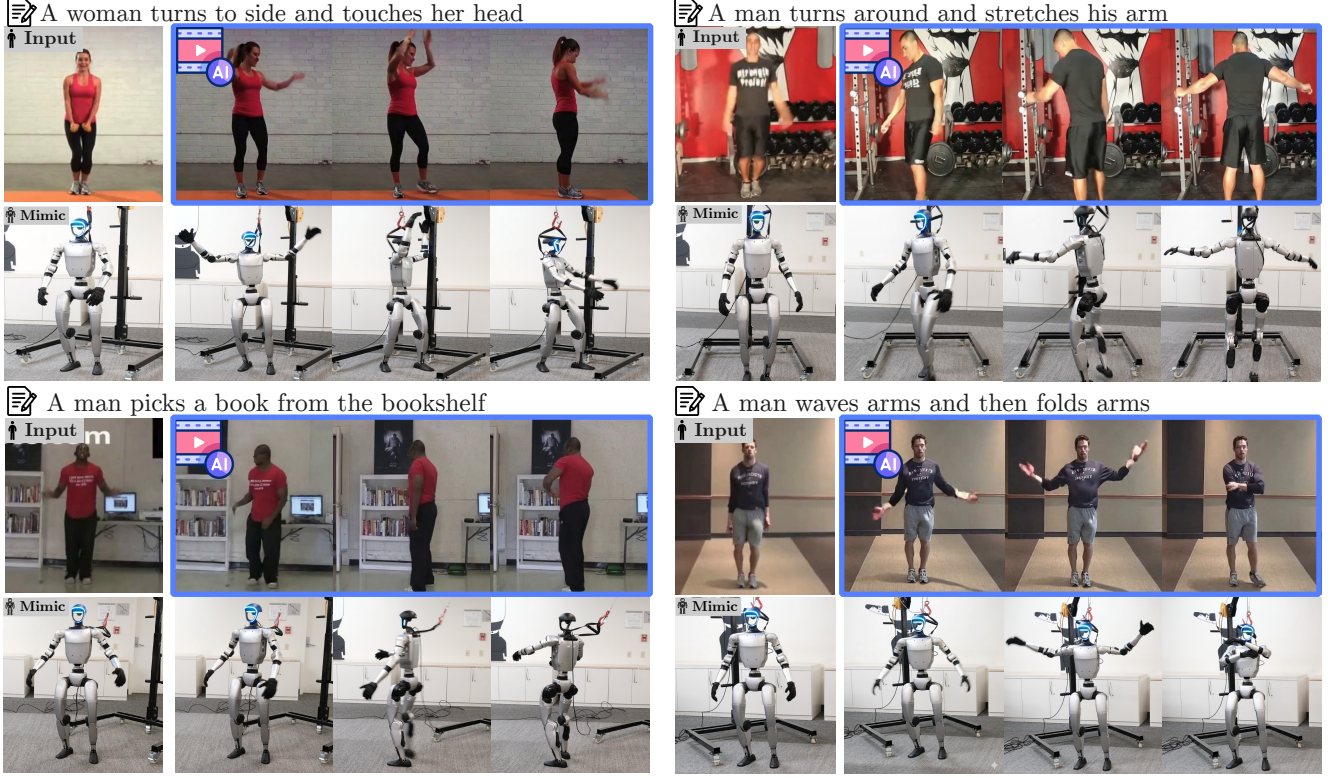 A woman turns to side and touches her head
Input
AI
Mimic
A man turns around and stretches his arm
Input
AI
Mimic
A man picks a book from the bookshelf
Input
AI
Mimic
A man waves arms and then folds arms
Input
AI
Mimic